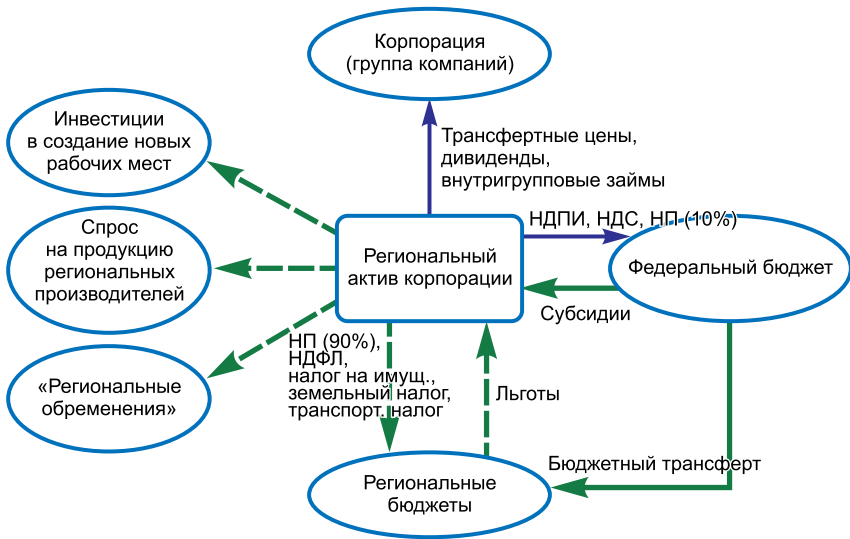 Корпорация
(группа компаний)
Инвестиции
в создание новых
рабочих мест
Трансфертные цены,
дивиденды,
внутригрупповые займы
Спрос
на продукцию
региональных
производителей
Региональный
актив корпорации
НДПИ, НДС, НП (10%)
Федеральный бюджет
Субсидии
«Региональные
обременения»
НП (90%),
НДФЛ,
налог на имущ.,
земельный налог,
транспорт. налог
Льготы
Бюджетный трансферт
Региональные
бюджеты